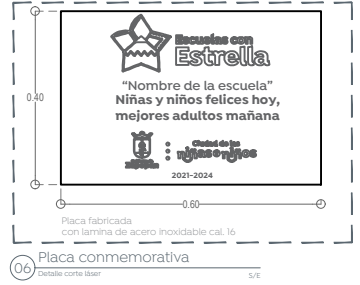 Escuelas con
Estrella
“Nombre de la escuela”
Niñas y niños felices hoy,
mejores adultos mañana
Ciudad de las
niñas y niños
2021-2024
0.40
0.60
Placa fabricada
con lamina de acero inoxidable cal. 16
06
Placa conmemorativa
Detalle corte láser
S/E